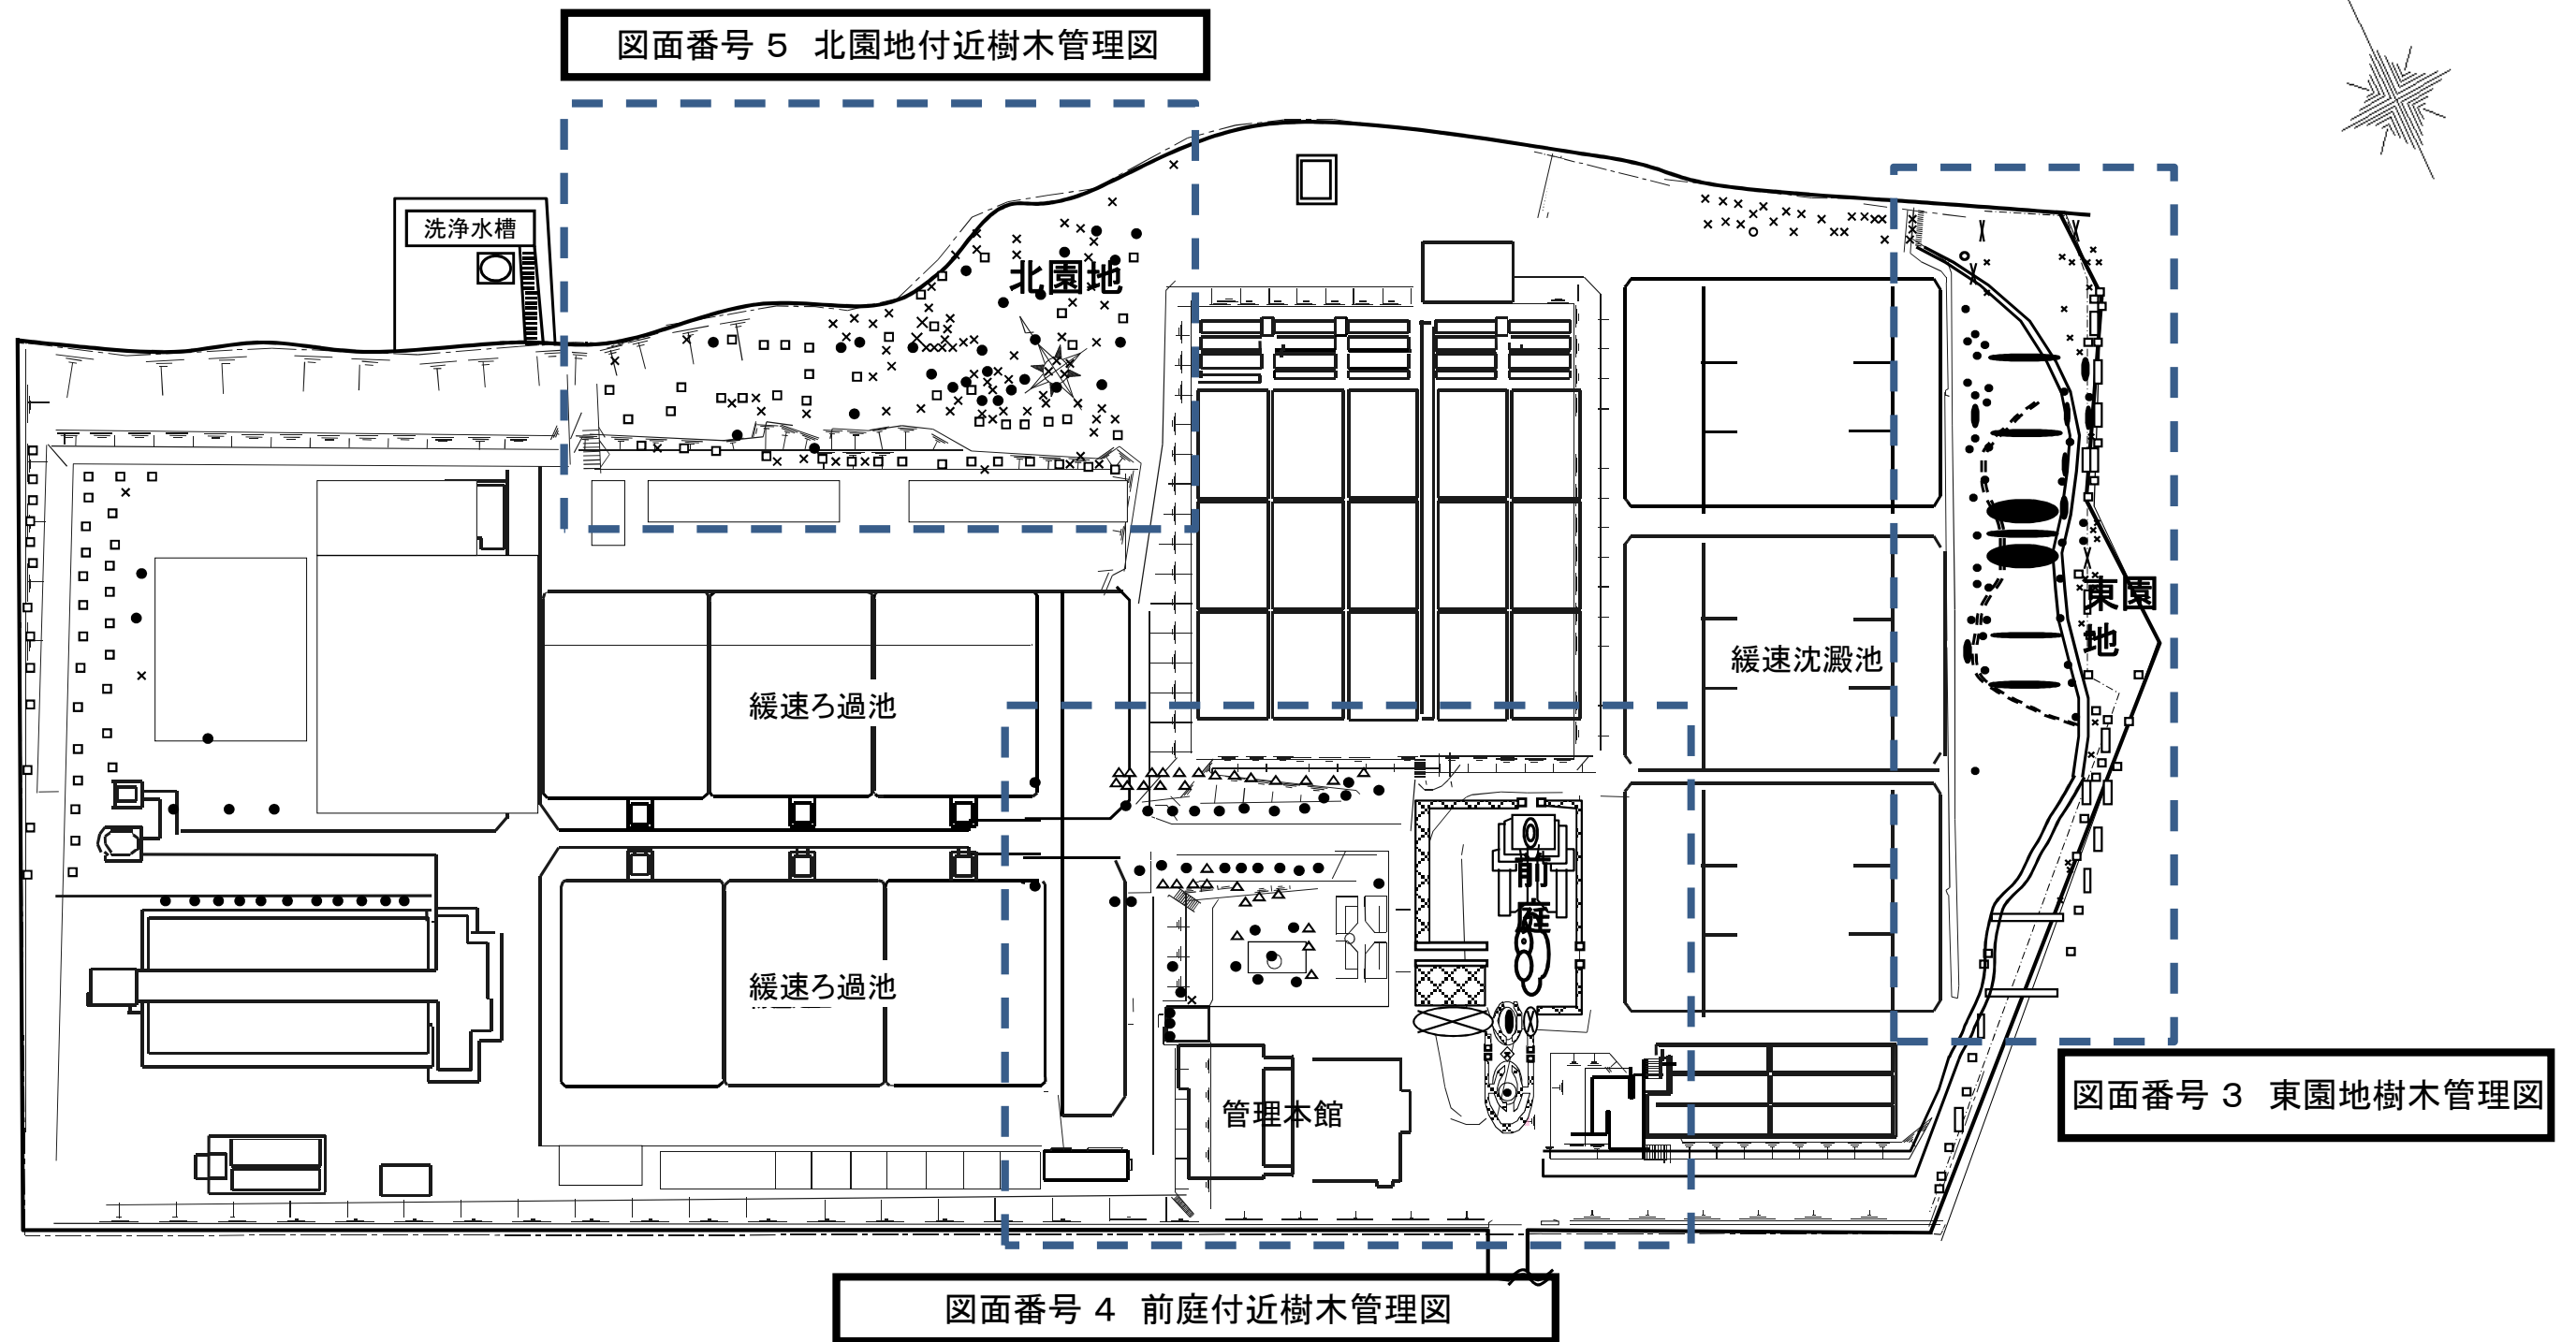 図面番号５ 北園地付近樹木管理図
洗浄水槽
北園地
東園
地
緩速沈澱池
緩速ろ過池
前
庭
緩速ろ過池
図面番号３ 東園地樹木管理図
管理本館
図面番号４ 前庭付近樹木管理図